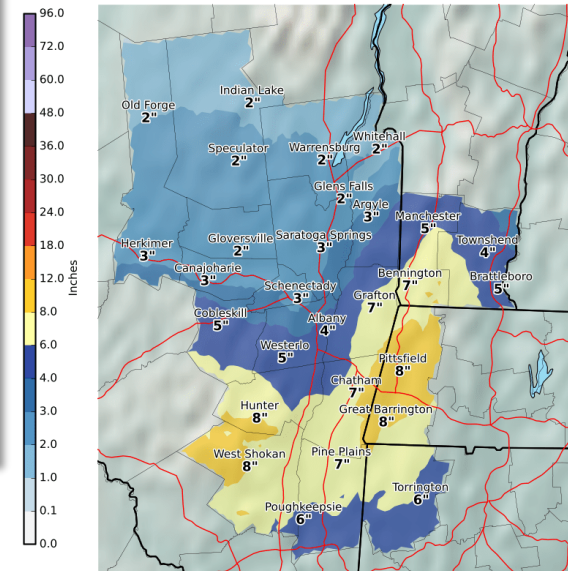 96.0
72.0
60.0
48.0
36.0
30.0
24.0
18.0
12.0
8.0
6.0
4.0
3.0
2.0
1.0
0.1
0.0
Inches
Indian Lake
2"
Old Forge
2"
Whitehall
2"
Speculator
2"
Warrensburg
2"
Glens Falls
2"
Argyle
3"
Manchester
5"
Herkimer
3"
Gloversville
2"
Saratoga Springs
3"
Townshend
4"
Canajoharie
3"
Bennington
7"
Brattleboro
5"
Schenectady
3"
Grafton
7"
Cobleskill
5"
Albany
4"
Westerlo
5"
Pittsfield
8"
Chatham
7"
Hunter
8"
Great Barrington
8"
West Shokan
8"
Pine Plains
7"
Torrington
6"
Poughkeepsie
6"